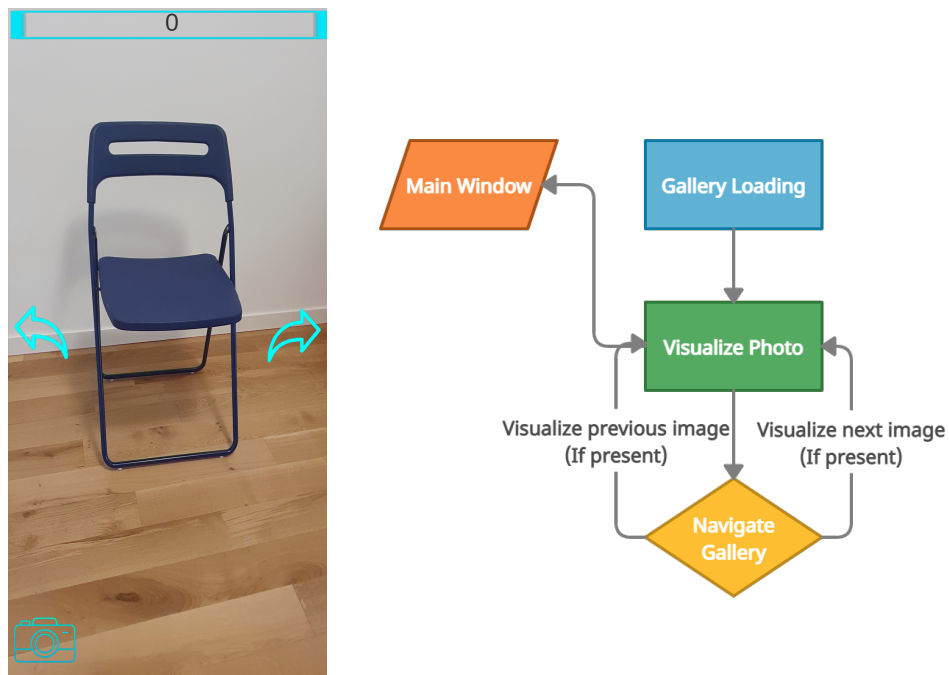 0
Main Window
Gallery Loading
Visualize Photo
Visualize previous image
(If present)
Visualize next image
(If present)
Navigate
Gallery